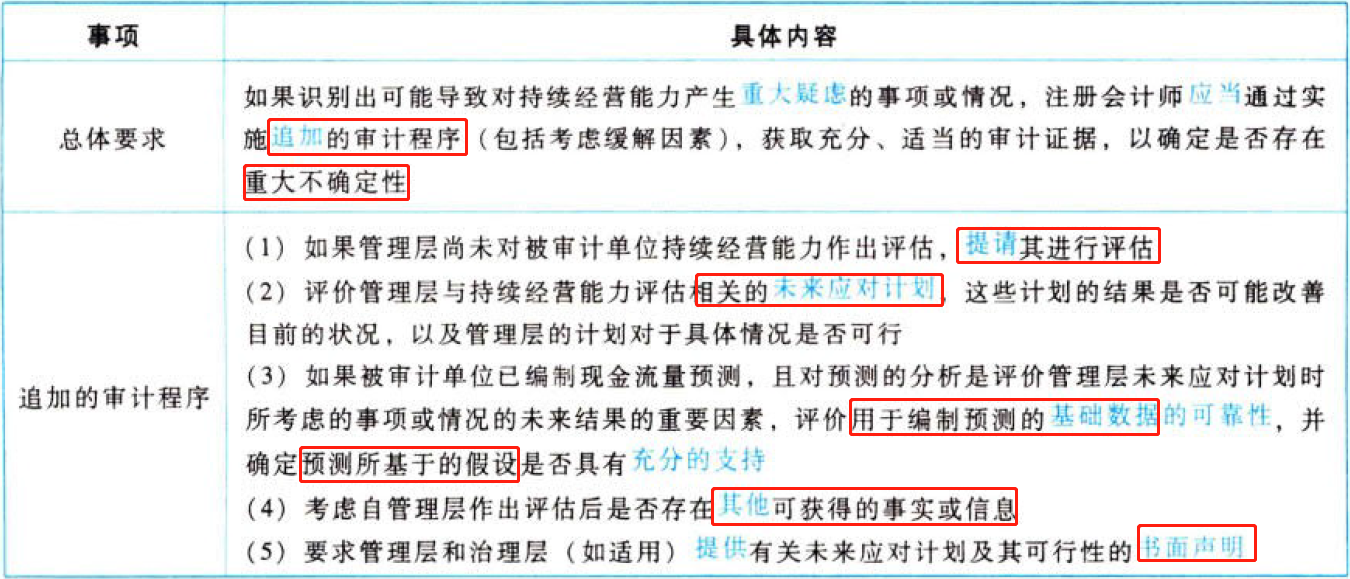 事项
具体内容
总体要求
如果识别出可能导致对持续经营能力产生重大疑虑的事项或情况，注册会计师应当通过实
施追加的审计程序（包括考虑缓解因素），获取充分、适当的审计证据，以确定是否存在
重大不确定性
追加的审计程序
（1）如果管理层尚未对被审计单位持续经营能力作出评估，提请其进行评估
（2）评价管理层与持续经营能力评估相关的未来应对计划，这些计划的结果是否可能改善
目前的状况，以及管理层的计划对于具体情况是否可行
（3）如果被审计单位已编制现金流量预测，且对预测的分析是评价管理层未来应对计划时
所考虑的事项或情况的未来结果的重要因素，评价用于编制预测的基础数据的可靠性，并
确定预测所基于的假设是否具有充分的支持
（4）考虑自管理层作出评估后是否存在其他可获得的事实或信息
（5）要求管理层和治理层（如适用）提供有关未来应对计划及其可行性的书面声明